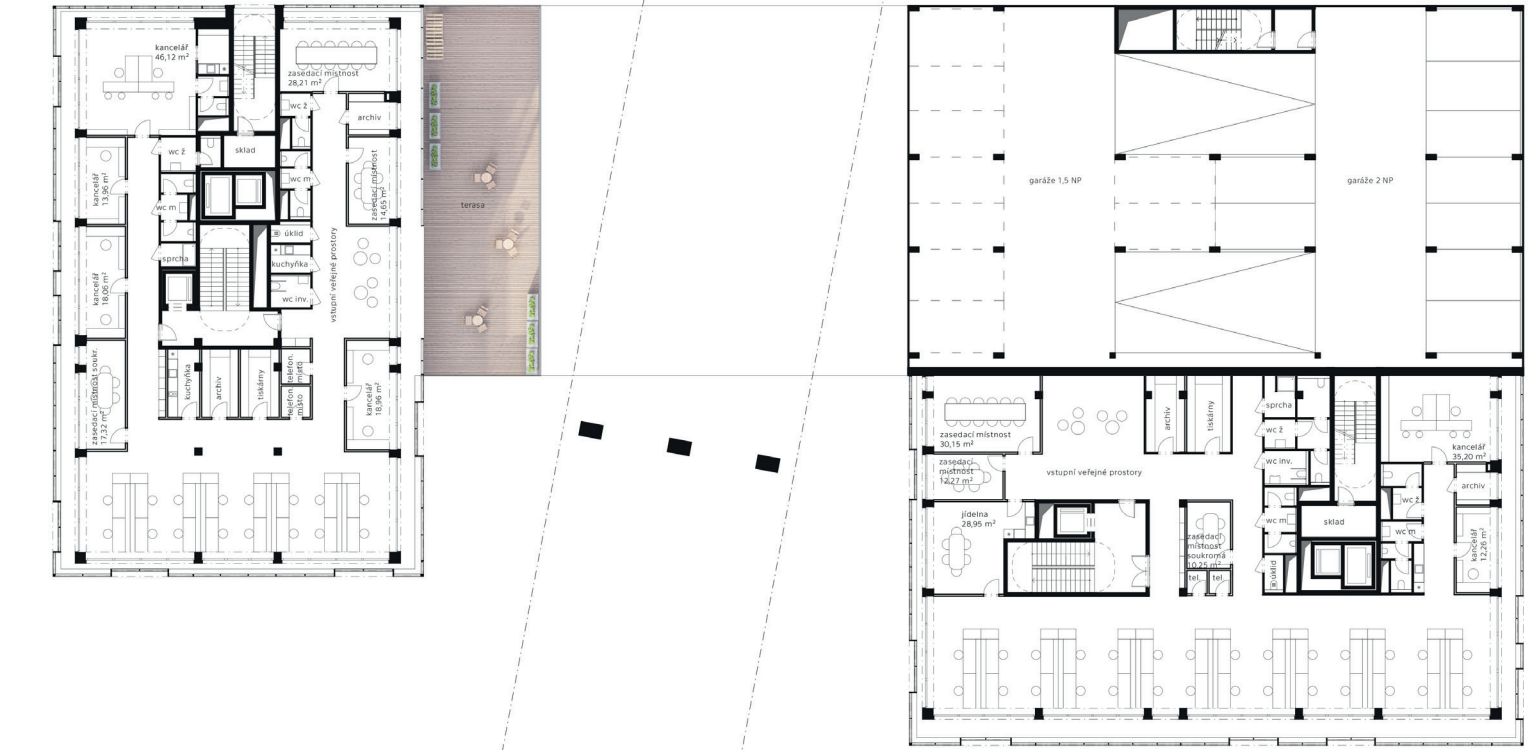 kancelář
46,12 m²
zasedací místnost
28,21 m²
wc ž
archiv
sklad
wc ž
kancelář
13,96 m²
wc m
zasedací místnost
14,65 m²
wc m
terasa
úklid
kuchyňka
sprcha
wc inv.
vstupní veřejné prostory
kancelář
18,06 m²
zasedací místnost soukr.
17,32 m²
kuchyňka
archiv
tiskárny
telefon.
místo
telefon.
místo
kancelář
18,96 m²
garáže 1,5 NP
garáže 2 NP
zasedací místnost
30,15 m²
archiv
tiskárny
sprcha
wc ž
wc inv.
kancelář
35,20 m²
zasedací
místnost
12,27 m²
vstupní veřejné prostory
archiv
wc ž
jídelna
28,95 m²
wc m
sklad
wc m
zasedací
místnost
soukromá
10,25 m²
tel.
tel.
úklid
kancelář
12,26 m²